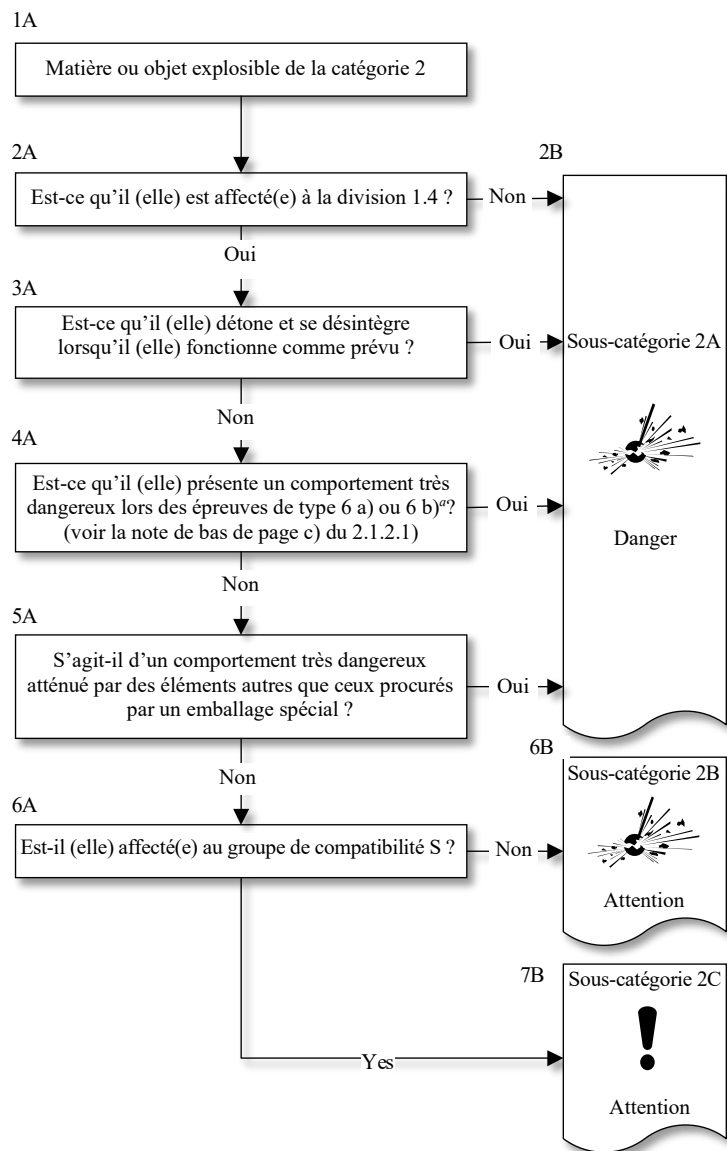 1A
Matière ou objet explosible de la catégorie 2
2A
2B
Est-ce qu'il (elle) est affecté(e) à la division 1.4 ?
Non
Oui
3A
Est-ce qu'il (elle) détone et se désintègre
lorsqu'il (elle) fonctionne comme prévu ?
Oui
Sous-catégorie 2A
Non
4A
Est-ce qu'il (elle) présente un comportement très
dangereux lors des épreuves de type 6 a) ou 6 b)ᵃ?
(voir la note de bas de page c) du 2.1.2.1)
Oui
Danger
Non
5A
S'agit-il d'un comportement très dangereux
atténué par des éléments autres que ceux procurés
par un emballage spécial ?
Oui
Non
6B
Sous-catégorie 2B
6A
Est-il (elle) affecté(e) au groupe de compatibilité S ?
Non
Attention
7B
Sous-catégorie 2C
Yes
Attention